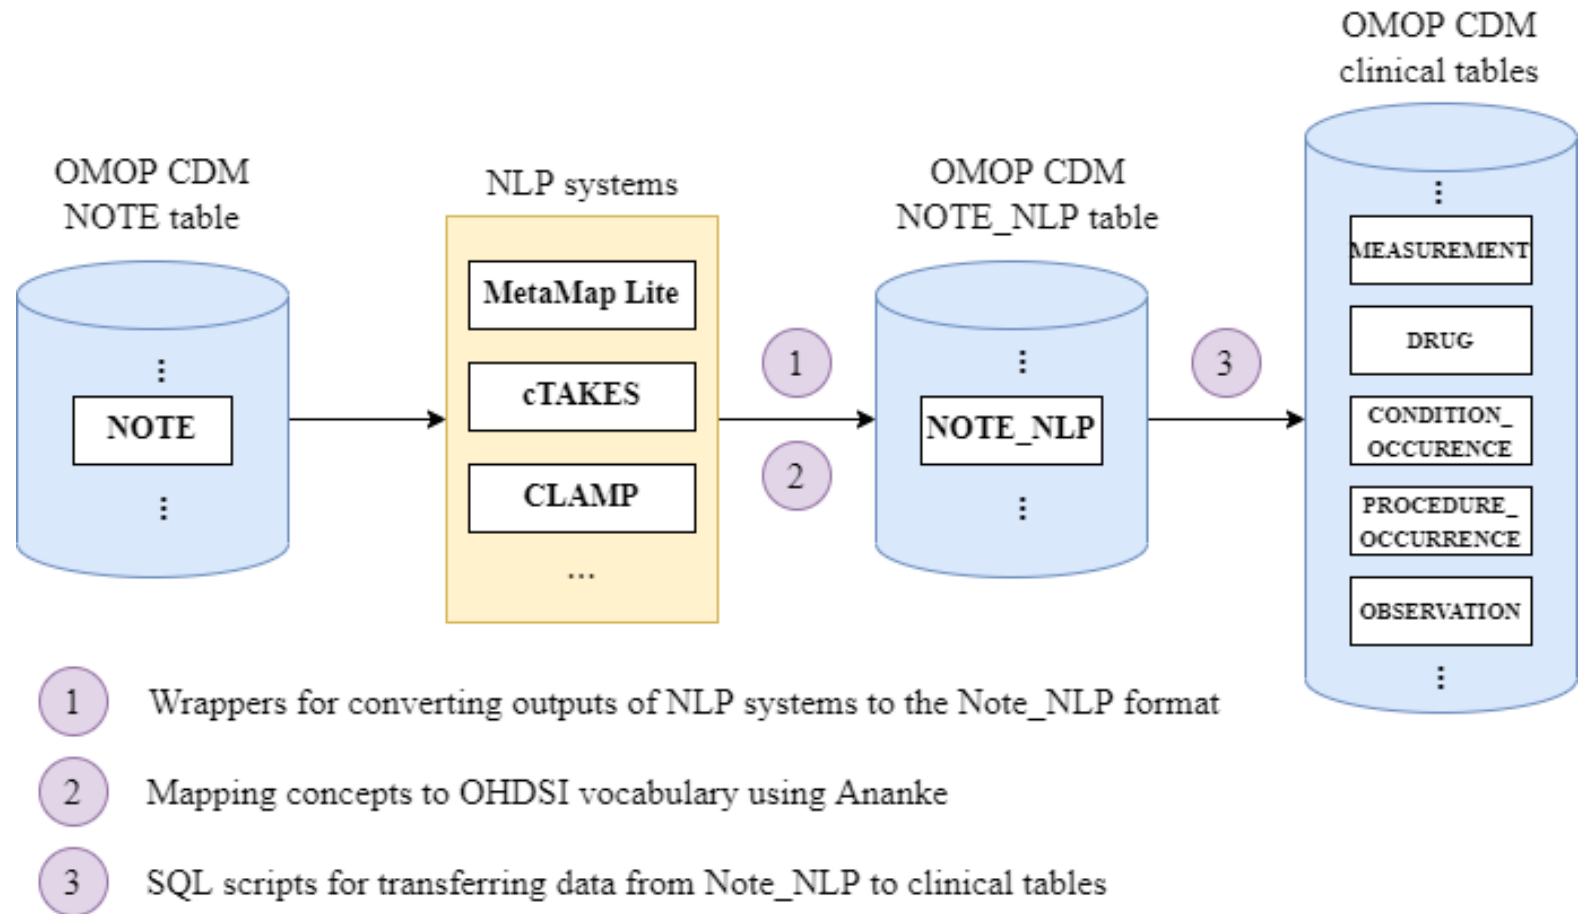 OMOP CDM
NOTE table
NOTE
NLP systems
MetaMap Lite
cTAKES
CLAMP
...
1
2
OMOP CDM
NOTE_NLP table
NOTE_NLP
3
OMOP CDM
clinical tables
MEASUREMENT
DRUG
CONDITION_
OCCURENCE
PROCEDURE_
OCCURRENCE
OBSERVATION
1 Wrappers for converting outputs of NLP systems to the Note_NLP format
2 Mapping concepts to OHDSI vocabulary using Ananke
3 SQL scripts for transferring data from Note_NLP to clinical tables